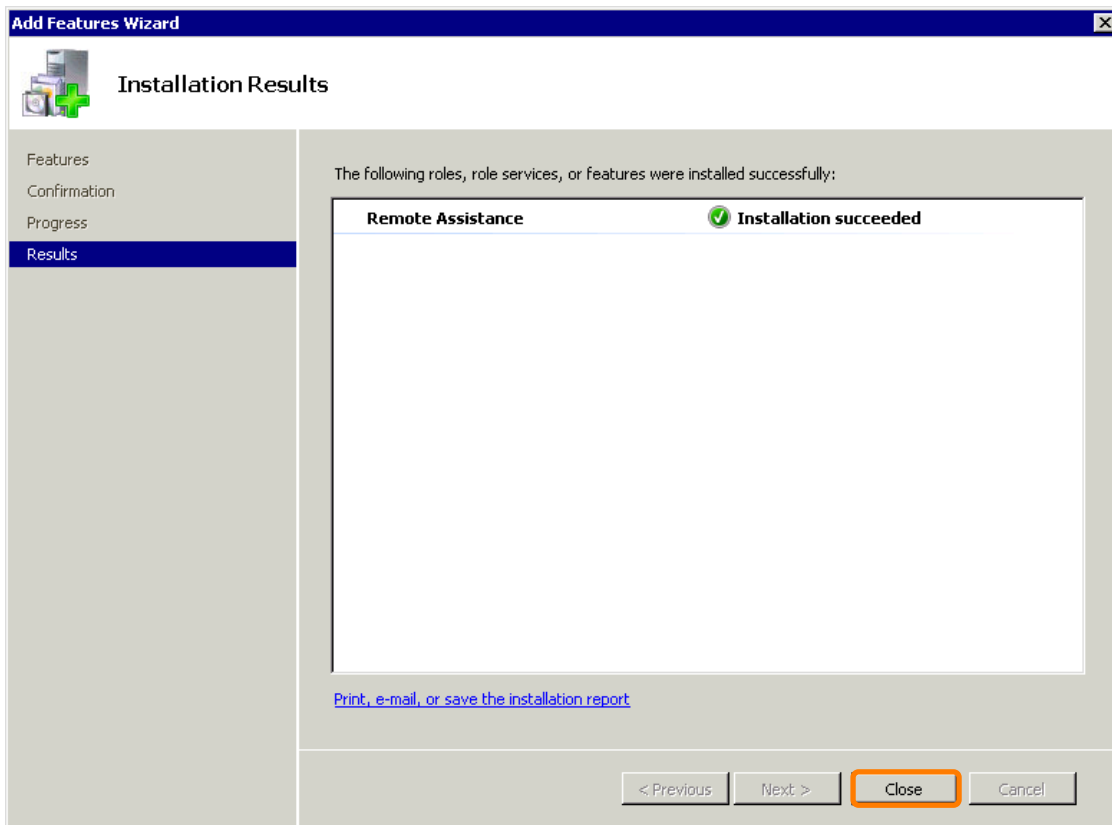 Add Features Wizard
Installation Results
Features
Confirmation
Progress
Results
The following roles, role services, or features were installed successfully:
Remote Assistance Installation succeeded
Print, e-mail, or save the installation report
< Previous Next > Close Cancel